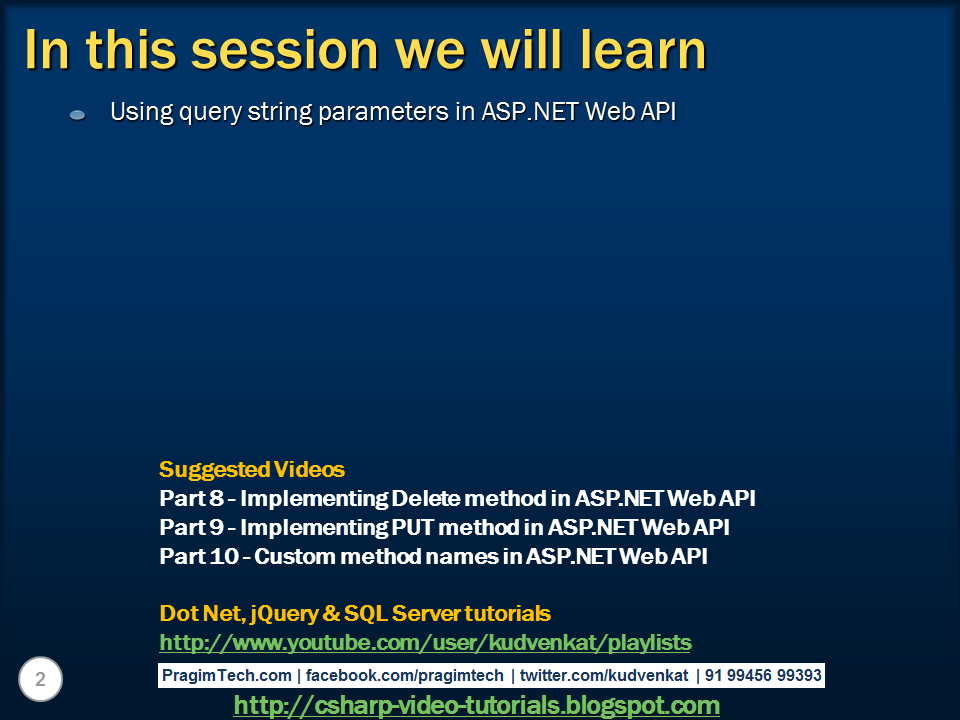 In this session we will learn
Using query string parameters in ASP.NET Web API
Suggested Videos
Part 8 - Implementing Delete method in ASP.NET Web API
Part 9 - Implementing PUT method in ASP.NET Web API
Part 10 - Custom method names in ASP.NET Web API
Dot Net, jQuery & SQL Server tutorials
http://www.youtube.com/user/kudvenkat/playlists
2
PragimTech.com | facebook.com/pragimtech | twitter.com/kudvenkat | 91 99456 99393
http://csharp-video-tutorials.blogspot.com